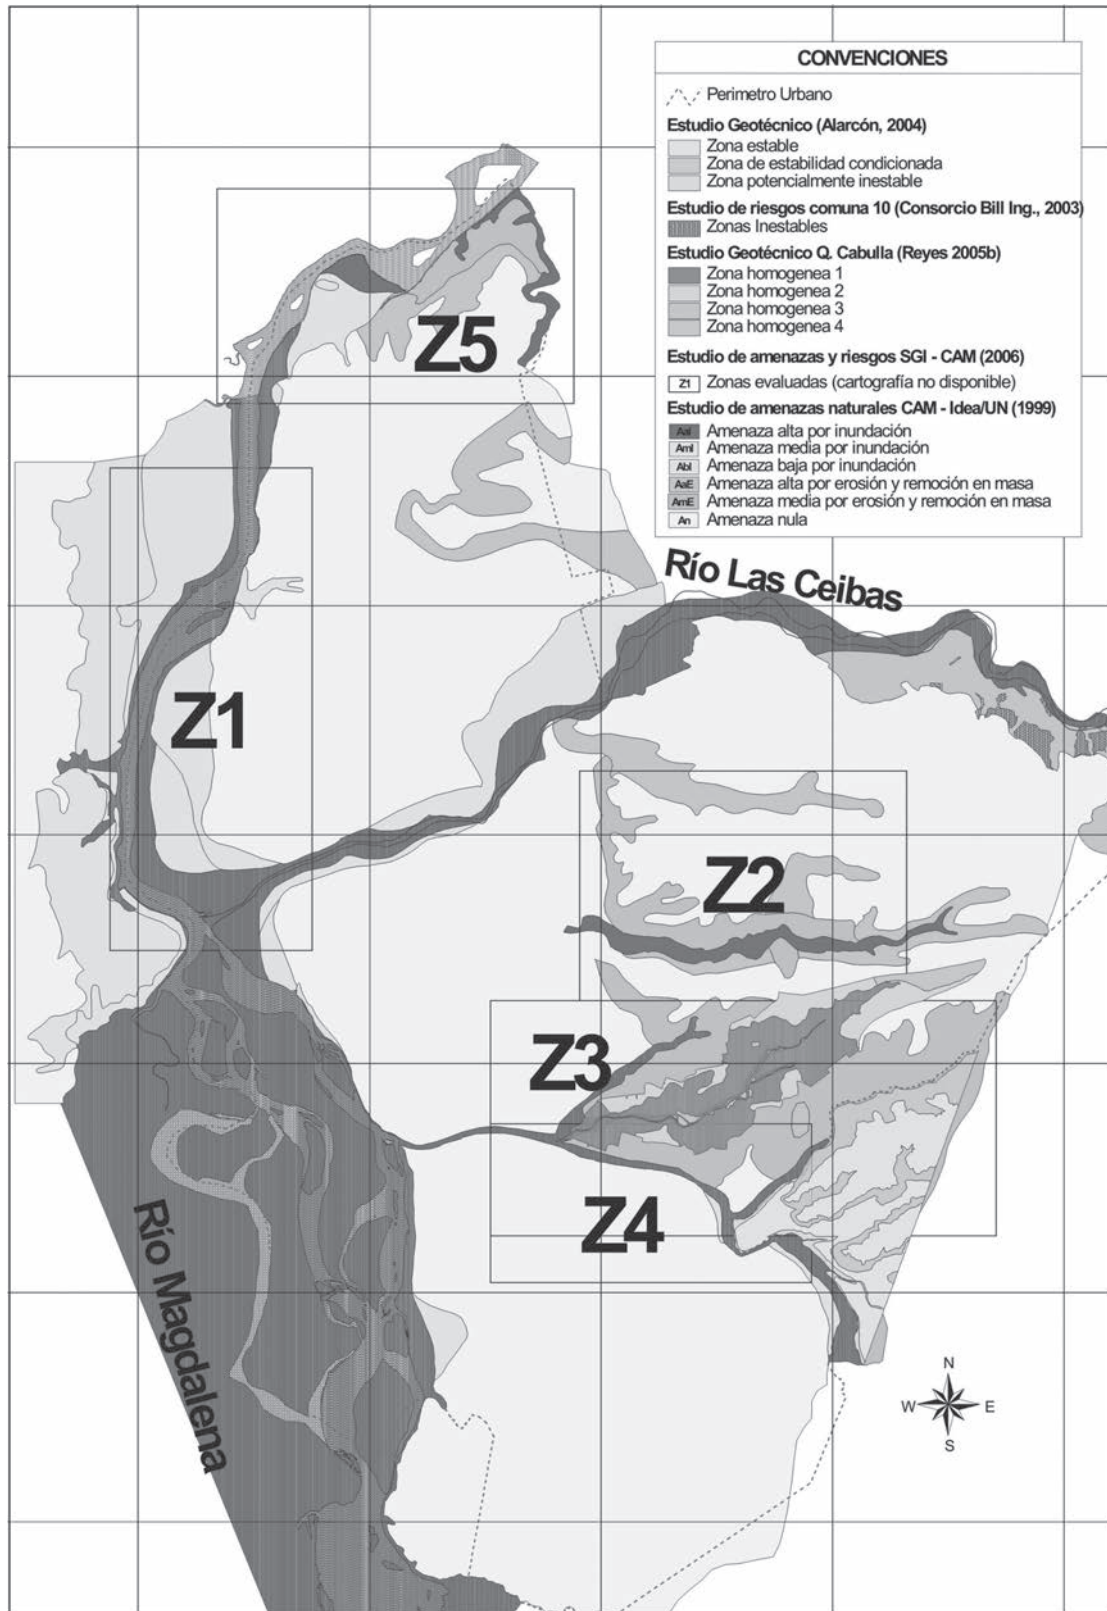 CONVENCIONES
Perimetro Urbano
Estudio Geotécnico (Alarcón, 2004)
Zona estable
Zona de estabilidad condicionada
Zona potencialmente inestable
Estudio de riesgos comuna 10 (Consorcio Bill Ing., 2003)
Zonas Inestables
Estudio Geotécnico Q. Cabulla (Reyes 2005b)
Zona homogenea 1
Zona homogenea 2
Zona homogenea 3
Zona homogenea 4
Estudio de amenazas y riesgos SGI - CAM (2006)
Z1 Zonas evaluadas (cartografía no disponible)
Estudio de amenazas naturales CAM - Idea/UN (1999)
AaI Amenaza alta por inundación
AmI Amenaza media por inundación
AbI Amenaza baja por inundación
AaE Amenaza alta por erosión y remoción en masa
AmE Amenaza media por erosión y remoción en masa
An Amenaza nula
Z5
Río Las Ceibas
Z1
Z2
Z3
Z4
Río Magdalena
N
W E
S